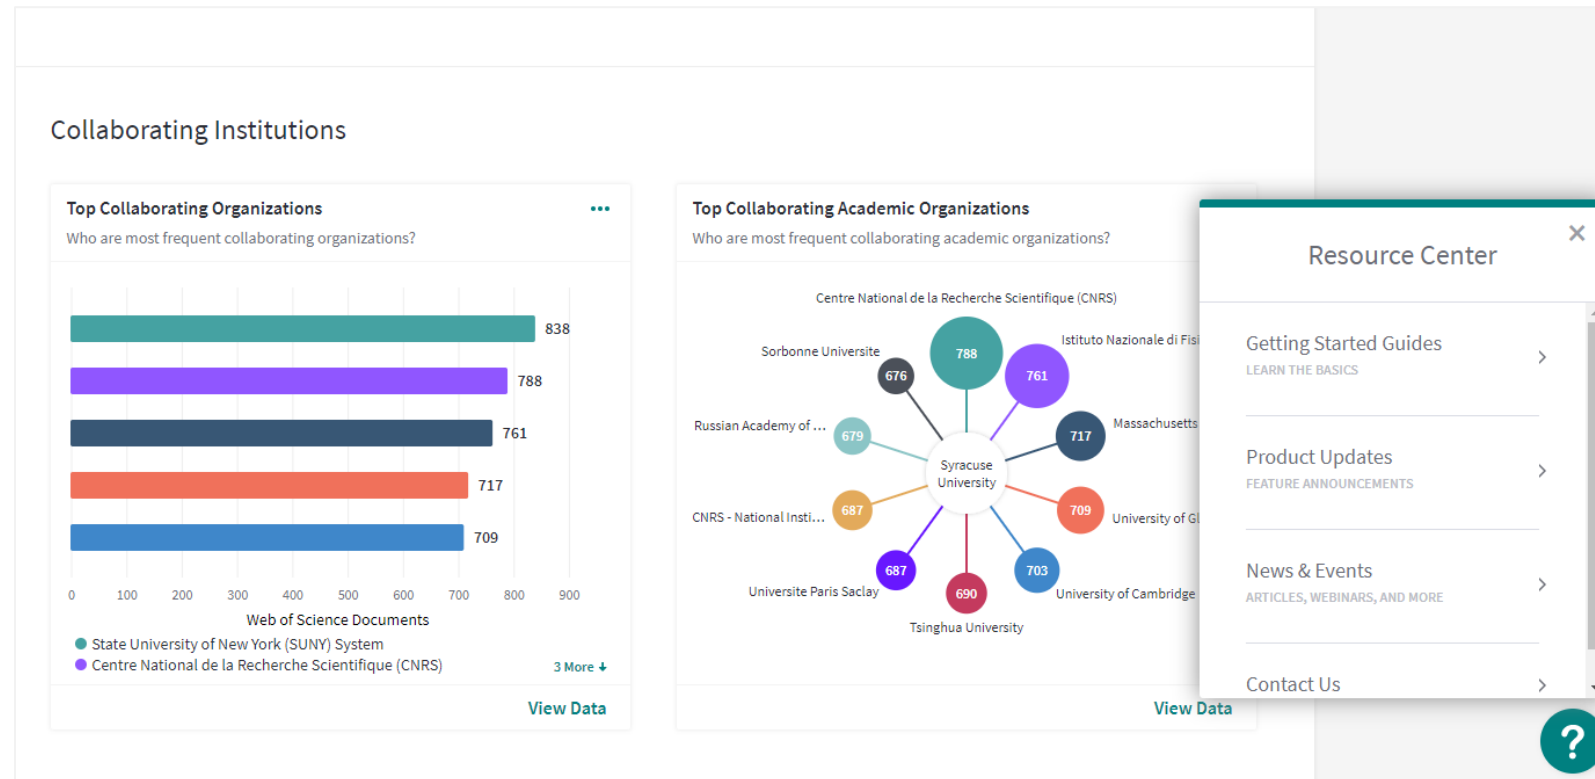 Collaborating Institutions
Top Collaborating Organizations
Who are most frequent collaborating organizations?
838
788
761
717
709
0 100 200 300 400 500 600 700 800 900
Web of Science Documents
State University of New York (SUNY) System
Centre National de la Recherche Scientifique (CNRS)
3 More
View Data
Top Collaborating Academic Organizations
Who are most frequent collaborating academic organizations?
Centre National de la Recherche Scientifique (CNRS)
788
Istituto Nazionale di Fisi
761
Massachusetts
717
University of Gl
709
University of Cambridge
703
Tsinghua University
690
Universite Paris Saclay
687
CNRS - National Insti...
687
Russian Academy of ...
679
Sorbonne Universite
676
Syracuse
University
View Data
Resource Center
Getting Started Guides
LEARN THE BASICS
Product Updates
FEATURE ANNOUNCEMENTS
News & Events
ARTICLES, WEBINARS, AND MORE
Contact Us
?